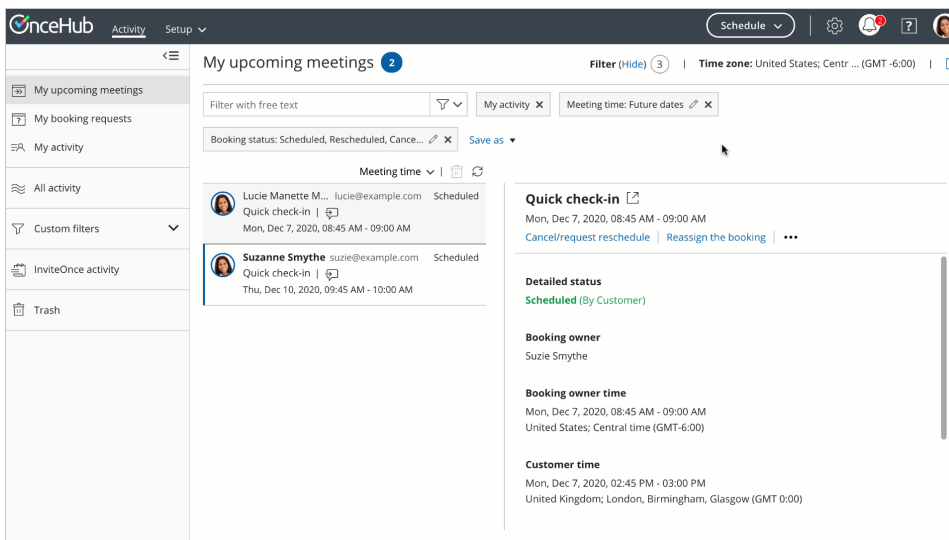 OnceHub Activity Setup Schedule 2 ?
My upcoming meetings
My booking requests
My activity
All activity
Custom filters
InviteOnce activity
Trash
My upcoming meetings 2
Filter (Hide) 3 | Time zone: United States; Centr ... (GMT -6:00) |
Filter with free text
My activity
Meeting time: Future dates
Booking status: Scheduled, Rescheduled, Cance...
Save as
Meeting time
Lucie Manette M... lucie@example.com Scheduled
Quick check-in |
Mon, Dec 7, 2020, 08:45 AM - 09:00 AM
Suzanne Smythe suzie@example.com Scheduled
Quick check-in |
Thu, Dec 10, 2020, 09:45 AM - 10:00 AM
Quick check-in
Mon, Dec 7, 2020, 08:45 AM - 09:00 AM
Cancel/request reschedule | Reassign the booking | •••
Detailed status
Scheduled (By Customer)
Booking owner
Suzie Smythe
Booking owner time
Mon, Dec 7, 2020, 08:45 AM - 09:00 AM
United States; Central time (GMT-6:00)
Customer time
Mon, Dec 7, 2020, 02:45 PM - 03:00 PM
United Kingdom; London, Birmingham, Glasgow (GMT 0:00)